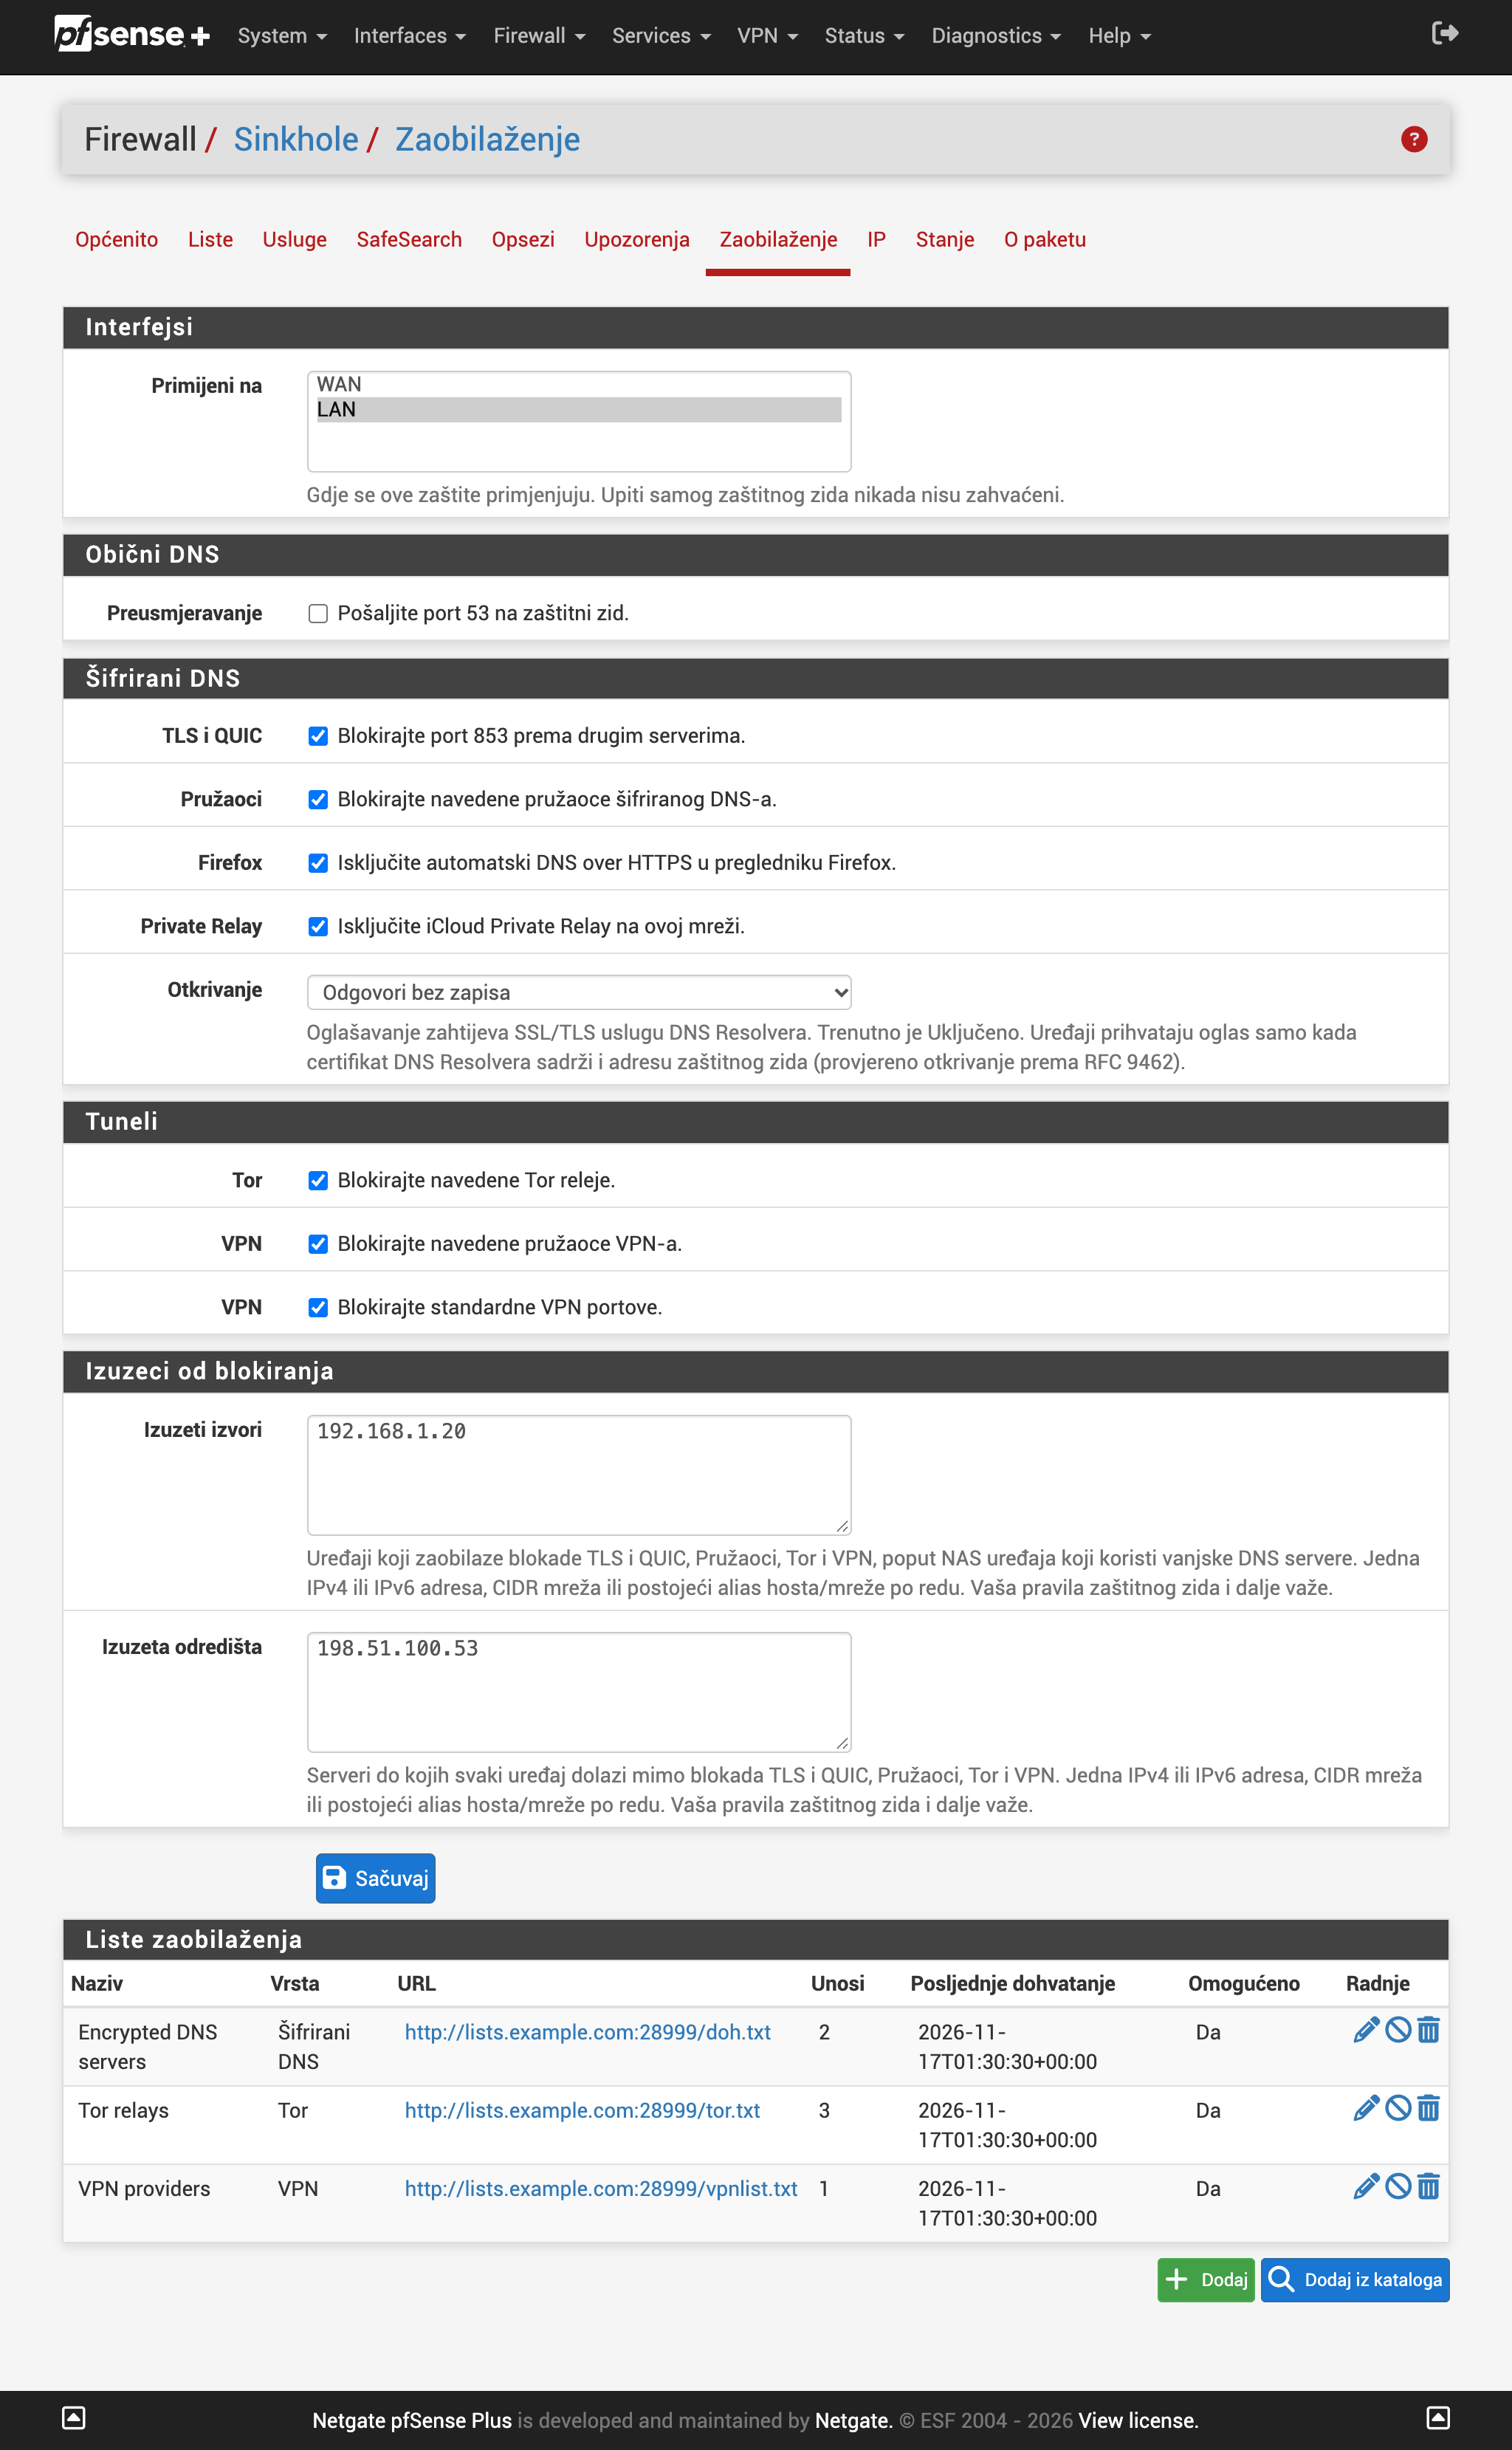 pfsense +
System
Interfaces
Firewall
Services
VPN
Status
Diagnostics
Help
Firewall / Sinkhole / Zaobilaženje
?
Općenito
Liste
Usluge
SafeSearch
Opsezi
Upozorenja
Zaobilaženje
IP
Stanje
O paketu
Interfejsi
Primijeni na
WAN
LAN
Gdje se ove zaštite primjenjuju. Upiti samog zaštitnog zida nikada nisu zahvaćeni.
Obični DNS
Preusmjeravanje
Pošaljite port 53 na zaštitni zid.
Šifrirani DNS
TLS i QUIC
Blokirajte port 853 prema drugim serverima.
Pružaoci
Blokirajte navedene pružaoce šifriranog DNS-a.
Firefox
Isključite automatski DNS over HTTPS u pregledniku Firefox.
Private Relay
Isključite iCloud Private Relay na ovoj mreži.
Otkrivanje
Odgovori bez zapisa
Oglašavanje zahtijeva SSL/TLS uslugu DNS Resolvera. Trenutno je Uključeno. Uređaji prihvataju oglas samo kada
certifikat DNS Resolvera sadrži i adresu zaštitnog zida (provjereno otkrivanje prema RFC 9462).
Tuneli
Tor
Blokirajte navedene Tor releje.
VPN
Blokirajte navedene pružaoce VPN-a.
VPN
Blokirajte standardne VPN portove.
Izuzeci od blokiranja
Izuzeti izvori
192.168.1.20
Uređaji koji zaobilaze blokade TLS i QUIC, Pružaoci, Tor i VPN, poput NAS uređaja koji koristi vanjske DNS servere. Jedna
IPv4 ili IPv6 adresa, CIDR mreža ili postojeći alias hosta/mreže po redu. Vaša pravila zaštitnog zida i dalje važe.
Izuzeta odredišta
198.51.100.53
Serveri do kojih svaki uređaj dolazi mimo blokada TLS i QUIC, Pružaoci, Tor i VPN. Jedna IPv4 ili IPv6 adresa, CIDR mreža
ili postojeći alias hosta/mreže po redu. Vaša pravila zaštitnog zida i dalje važe.
Sačuvaj
Liste zaobilaženja
Naziv Vrsta URL Unosi Posljednje dohvatanje Omogućeno Radnje
Encrypted DNS Šifrirani http://lists.example.com:28999/doh.txt 2 2026-11- Da
servers DNS 17T01:30:30+00:00
Tor relays Tor http://lists.example.com:28999/tor.txt 3 2026-11- Da
17T01:30:30+00:00
VPN providers VPN http://lists.example.com:28999/vpnlist.txt 1 2026-11- Da
17T01:30:30+00:00
Dodaj
Dodaj iz kataloga
Netgate pfSense Plus is developed and maintained by Netgate. © ESF 2004 - 2026 View license.